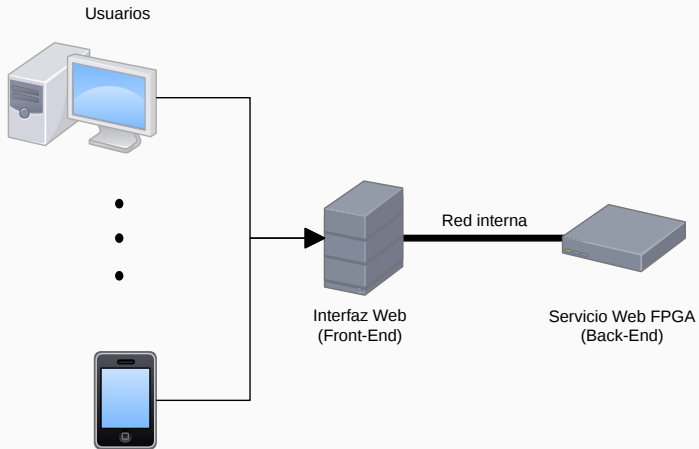 Usuarios
Red interna
Interfaz Web
(Front-End)
Servicio Web FPGA
(Back-End)